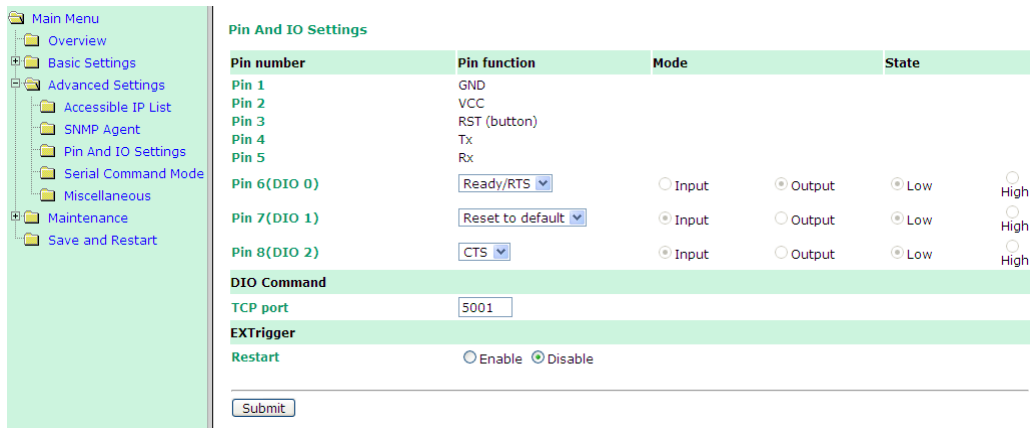 Main Menu
Overview
Basic Settings
Advanced Settings
Accessible IP List
SNMP Agent
Pin And IO Settings
Serial Command Mode
Miscellaneous
Maintenance
Save and Restart
Pin And IO Settings
Pin number Pin function Mode State
Pin 1 GND
Pin 2 VCC
Pin 3 RST (button)
Pin 4 Tx
Pin 5 Rx
Pin 6(DIO 0) Ready/RTS Input Output Low High
Pin 7(DIO 1) Reset to default Input Output Low High
Pin 8(DIO 2) CTS Input Output Low High
DIO Command
TCP port 5001
EXTrigger
Restart Enable Disable
Submit